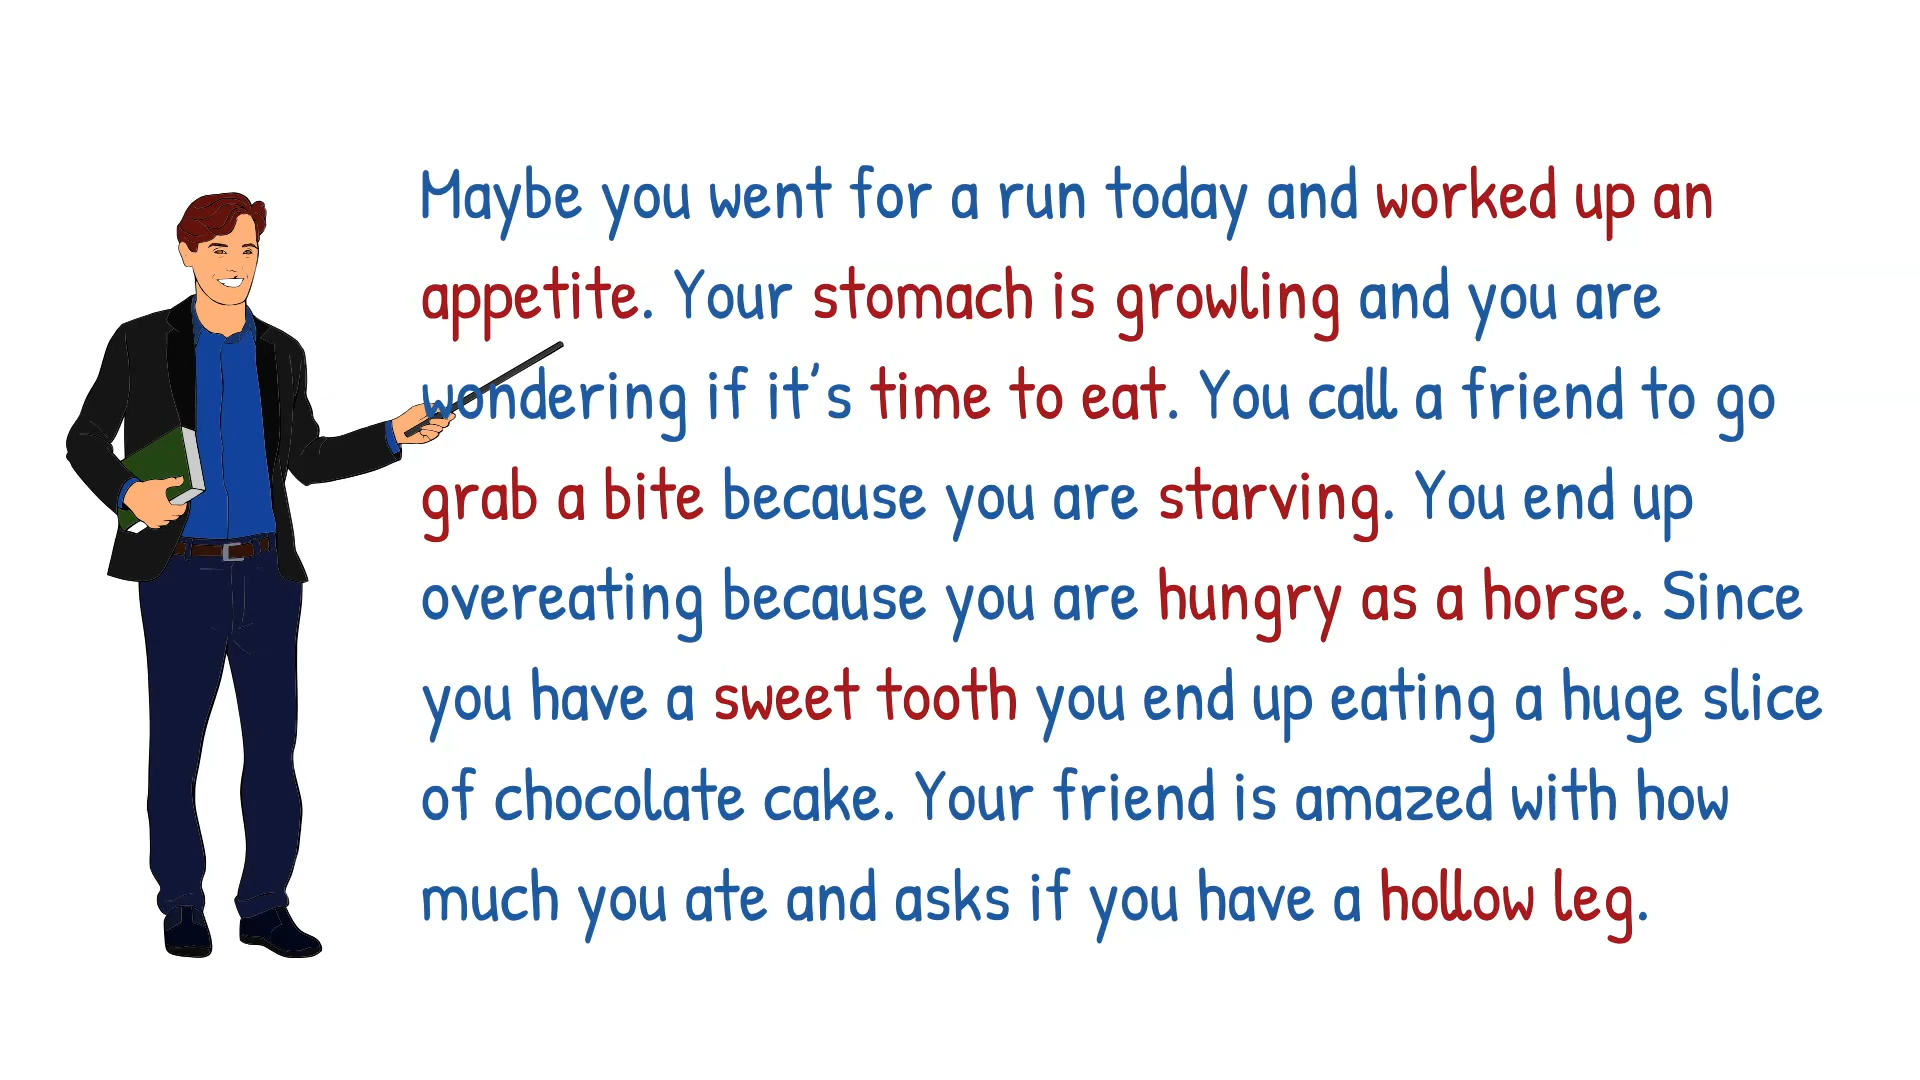 Maybe you went for a run today and worked up an
appetite. Your stomach is growling and you are
wondering if it's time to eat. You call a friend to go
grab a bite because you are starving. You end up
overeating because you are hungry as a horse. Since
you have a sweet tooth you end up eating a huge slice
of chocolate cake. Your friend is amazed with how
much you ate and asks if you have a hollow leg.